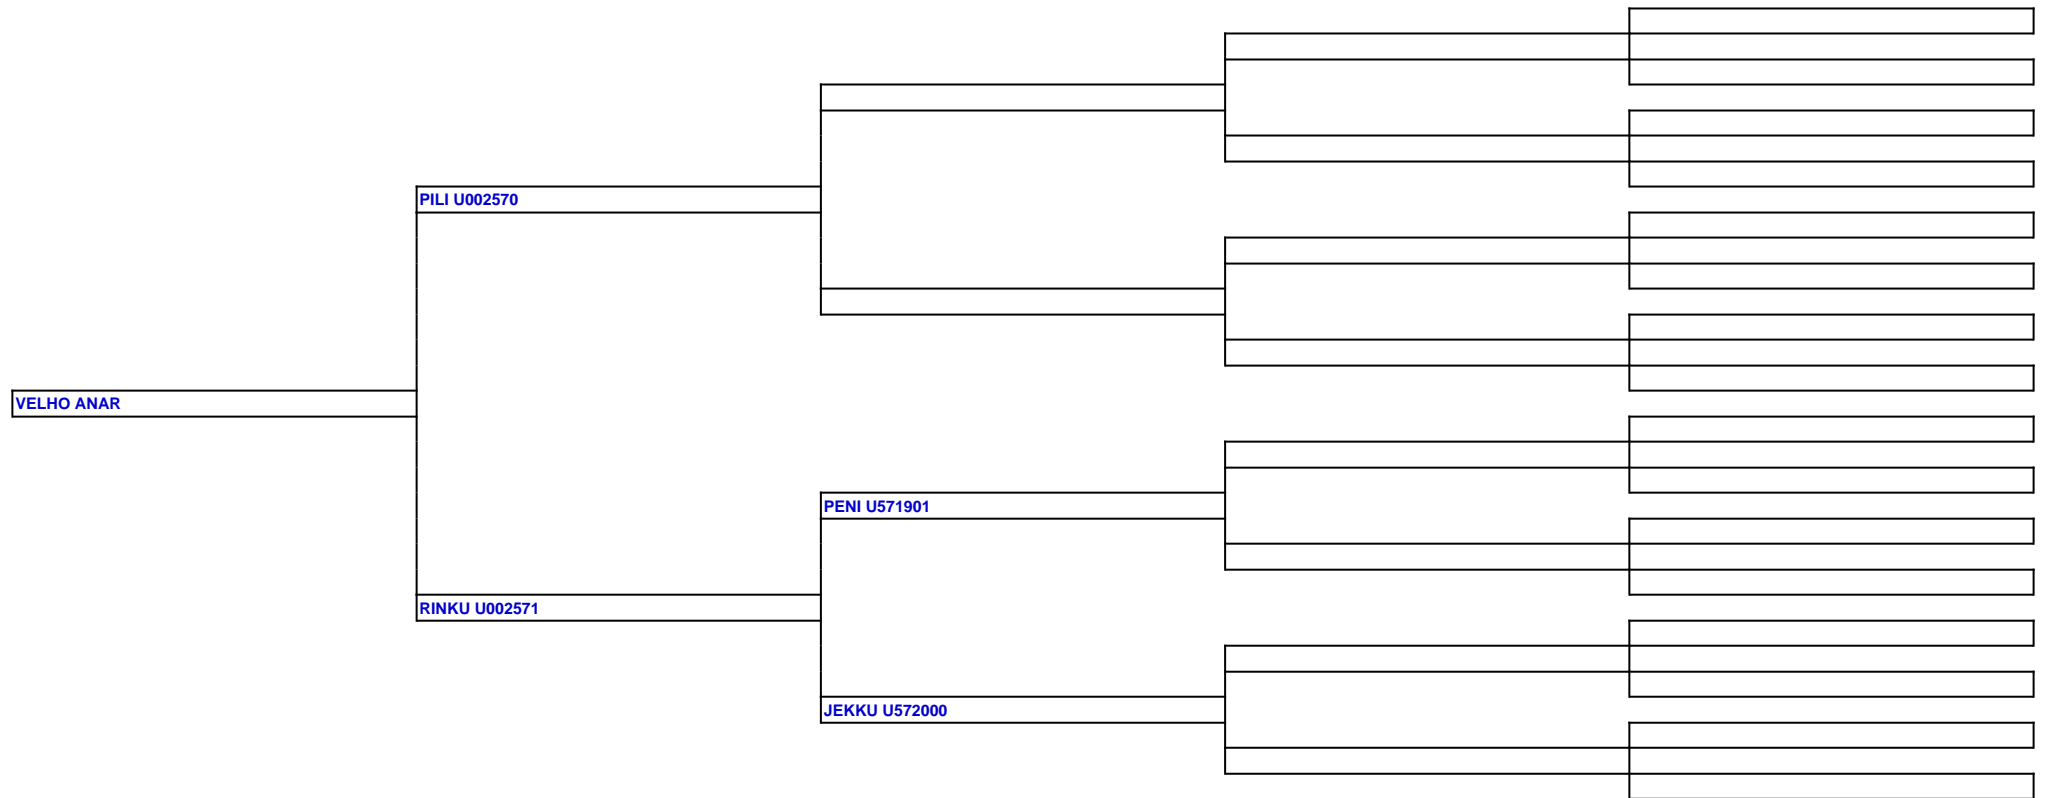 PILI U002570
VELHO ANAR
PENI U571901
RINKU U002571
JEKKU U572000